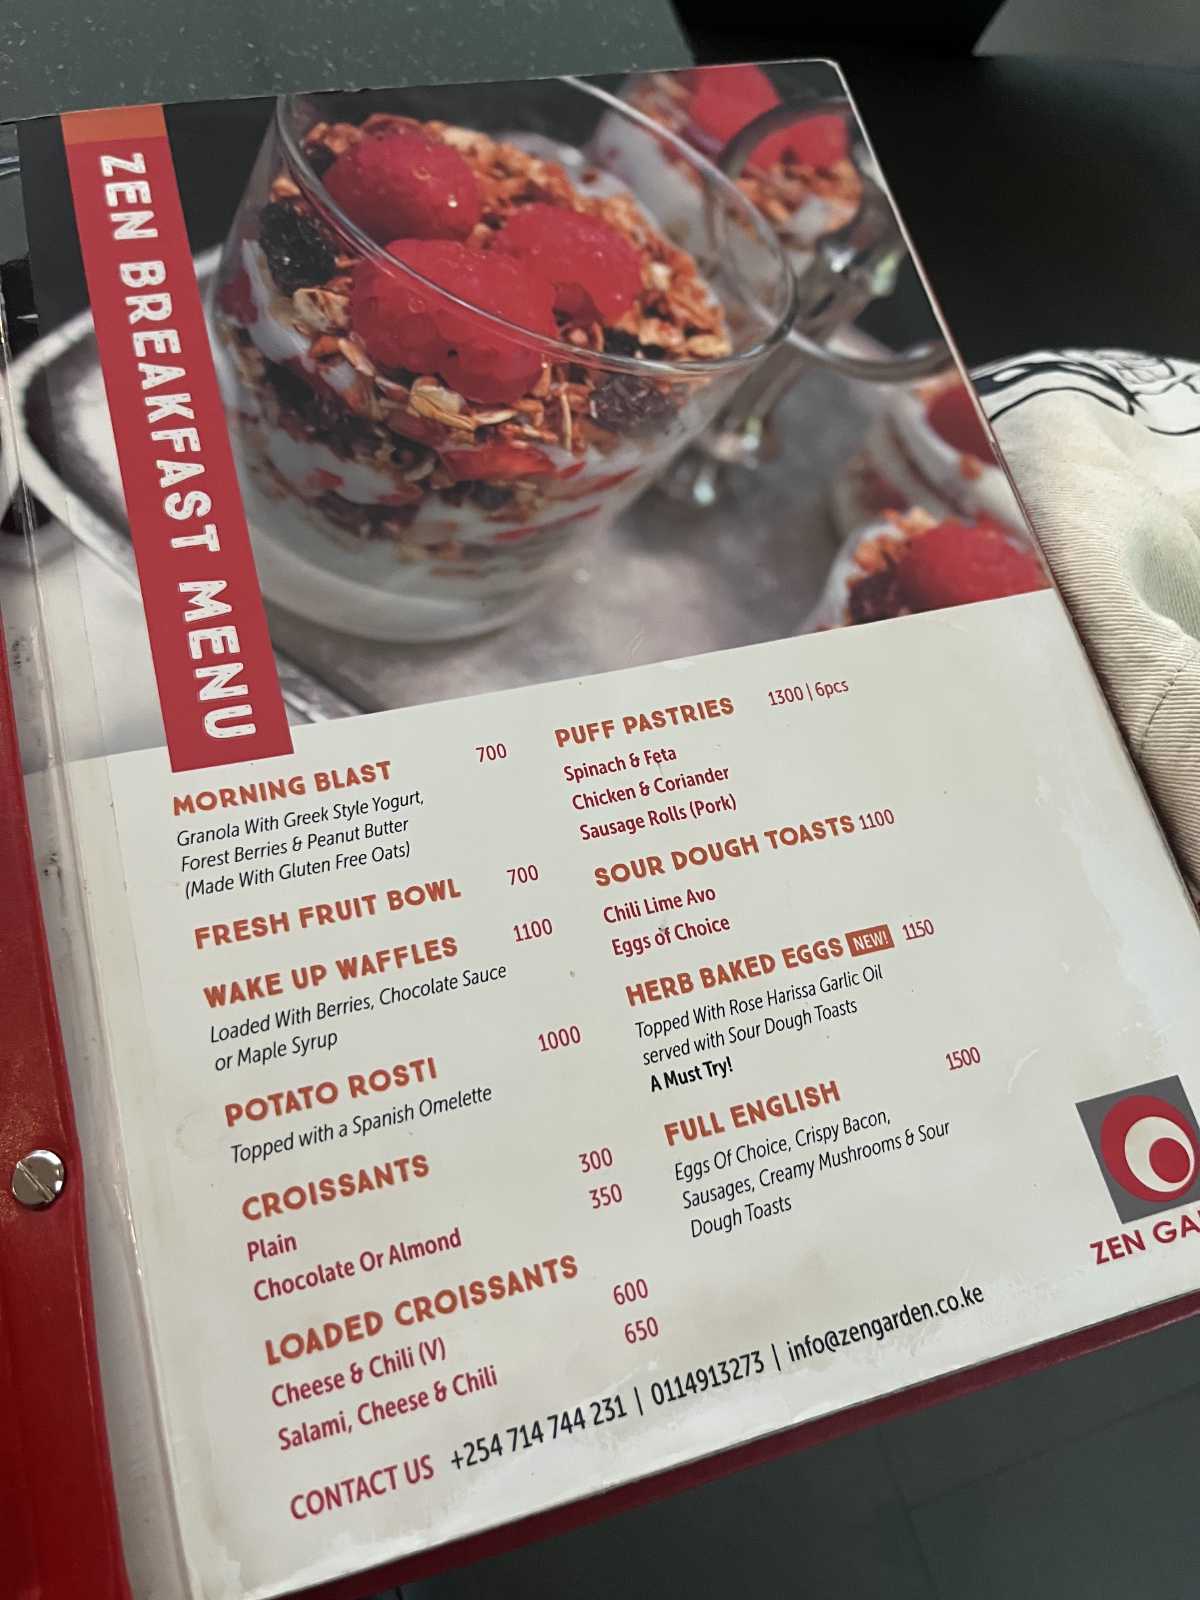 ZEN BREAKFAST MENU
MORNING BLAST 700
Granola With Greek Style Yogurt,
Forest Berries & Peanut Butter
(Made With Gluten Free Oats)
FRESH FRUIT BOWL 700
WAKE UP WAFFLES 1100
Loaded With Berries, Chocolate Sauce
or Maple Syrup
POTATO ROSTI 1000
Topped with a Spanish Omelette
CROISSANTS
Plain 300
Chocolate Or Almond 350
LOADED CROISSANTS
Cheese & Chili (V) 600
Salami, Cheese & Chili 650
PUFF PASTRIES 1300 | 6pcs
Spinach & Feta
Chicken & Coriander
Sausage Rolls (Pork)
SOUR DOUGH TOASTS 1100
Chili Lime Avo
Eggs of Choice
HERB BAKED EGGS NEW! 1150
Topped With Rose Harissa Garlic Oil
served with Sour Dough Toasts
A Must Try!
FULL ENGLISH 1500
Eggs Of Choice, Crispy Bacon,
Sausages, Creamy Mushrooms & Sour
Dough Toasts
ZEN GA
CONTACT US +254 714 744 231 | 0114913273 | info@zengarden.co.ke